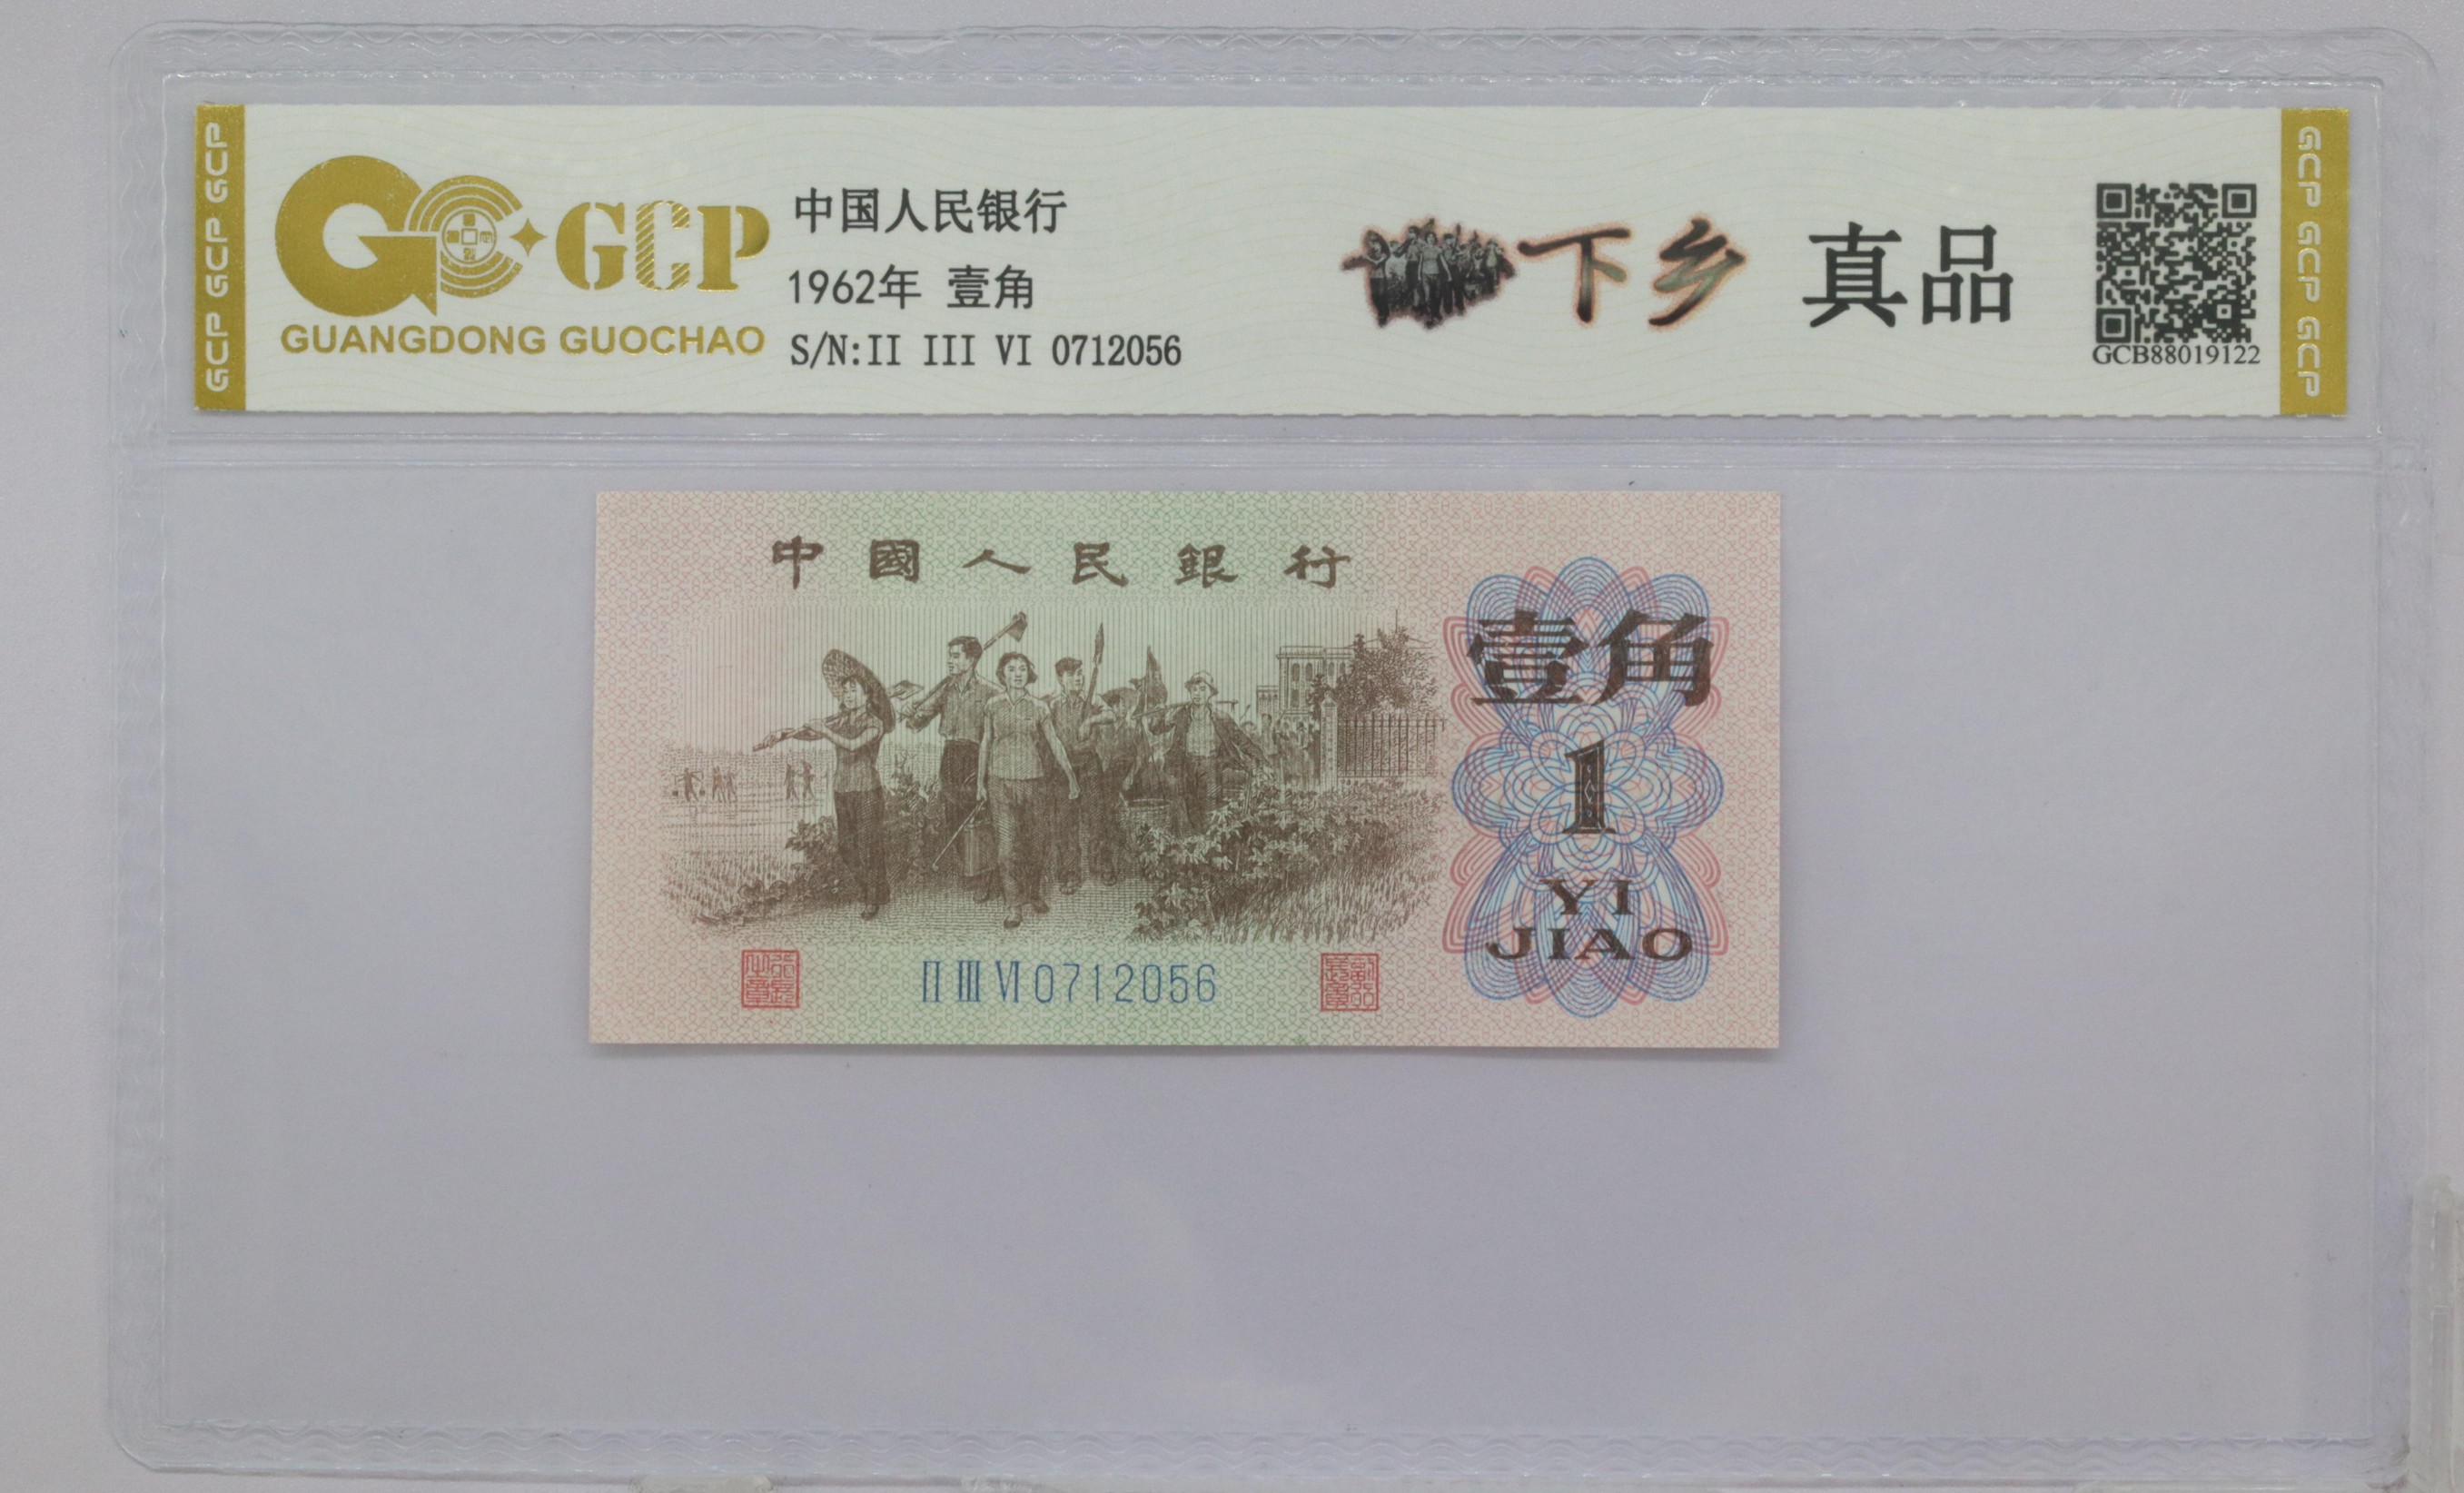 GCP GCP GCP
GCP
GUANGDONG GUOCHAO
中国人民银行
1962年 壹角
S/N:II III VI 0712056
下乡 真品
GCB88019122
GCP GCP GCP
中國人民銀行
壹角
1
YI
JIAO
II III VI 0712056